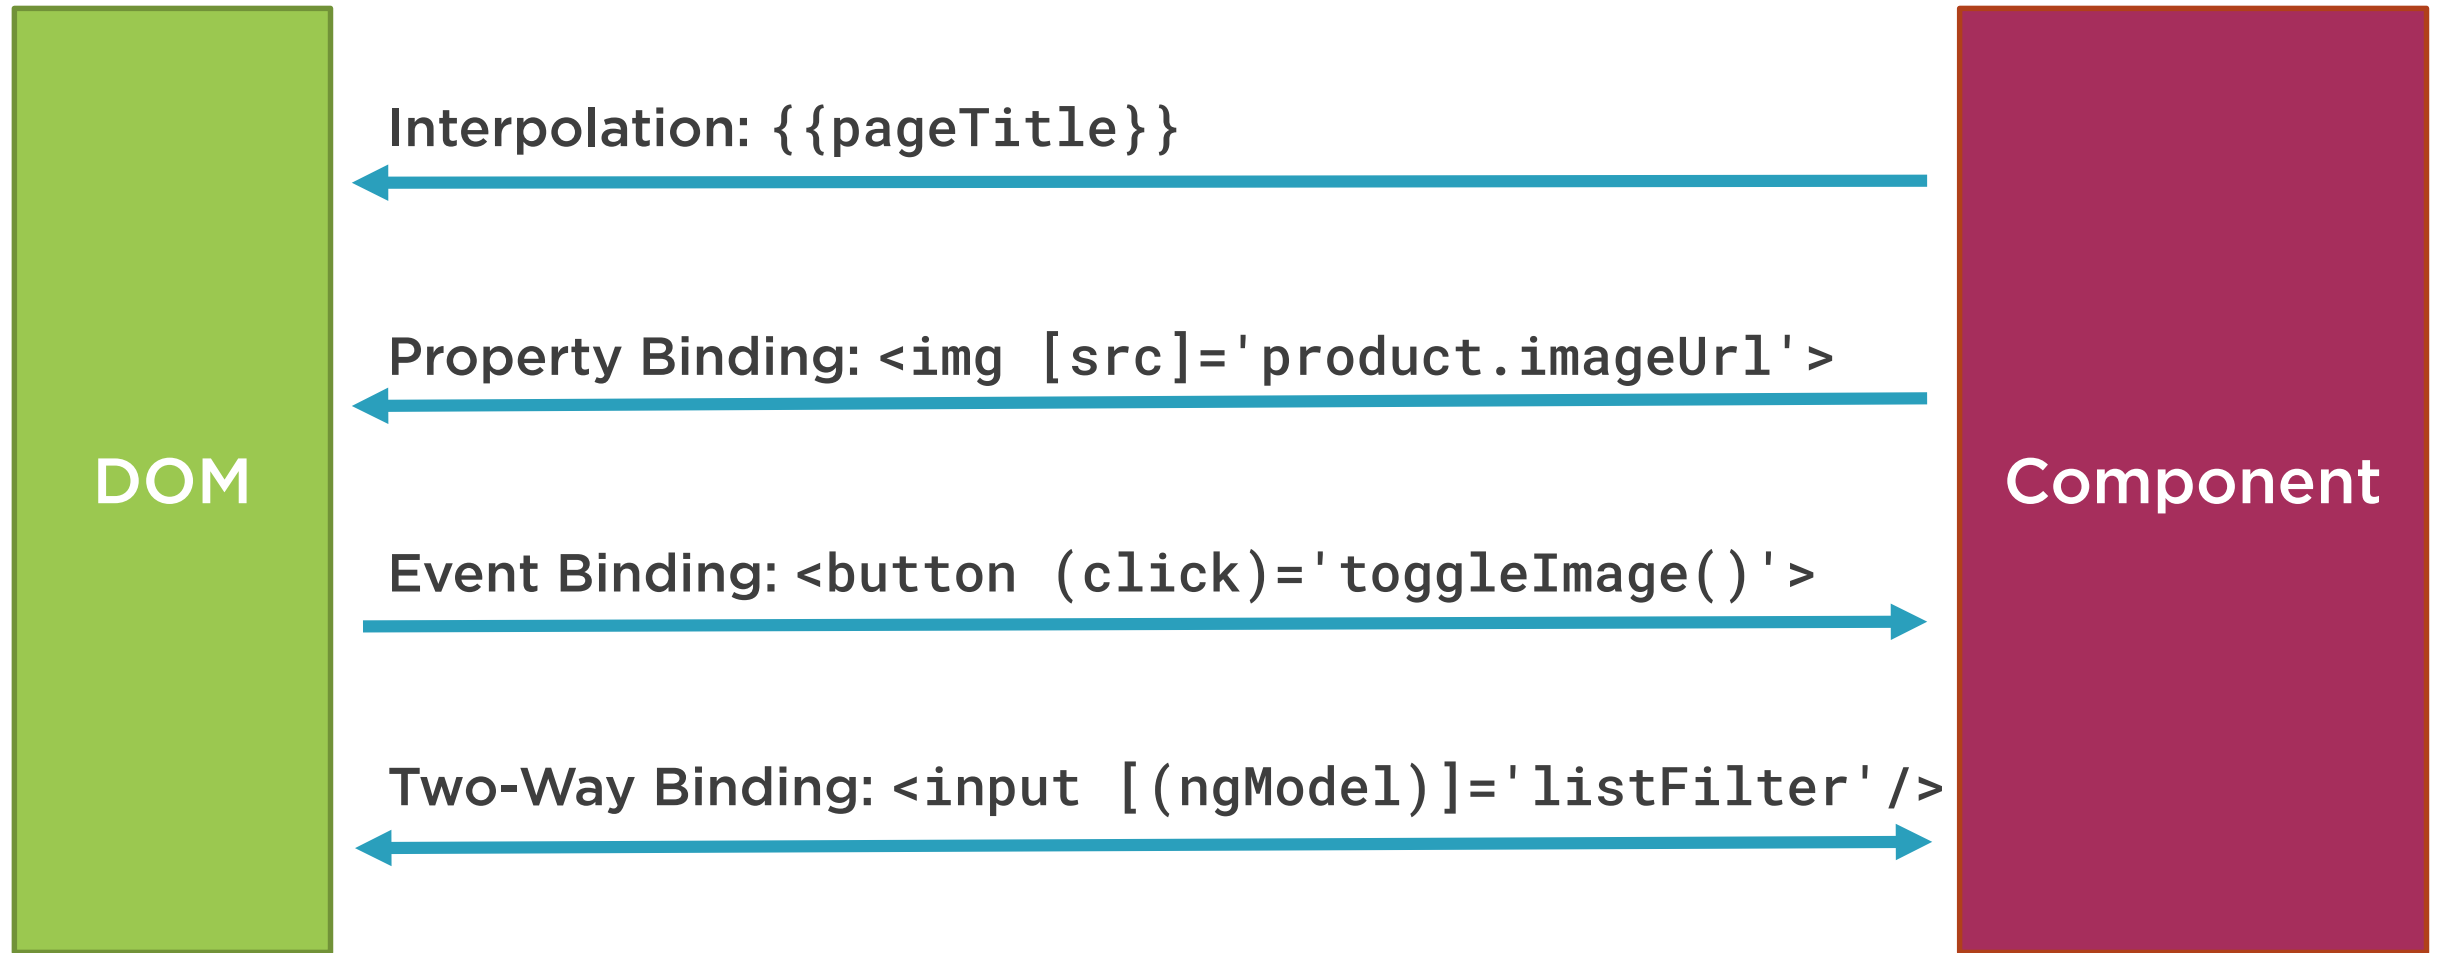 Interpolation: {{pageTitle}}
Property Binding: <img [src]='product.imageUrl'>
DOM
Component
Event Binding: <button (click)='toggleImage()'>
Two-Way Binding: <input [(ngModel)]='listFilter'/>